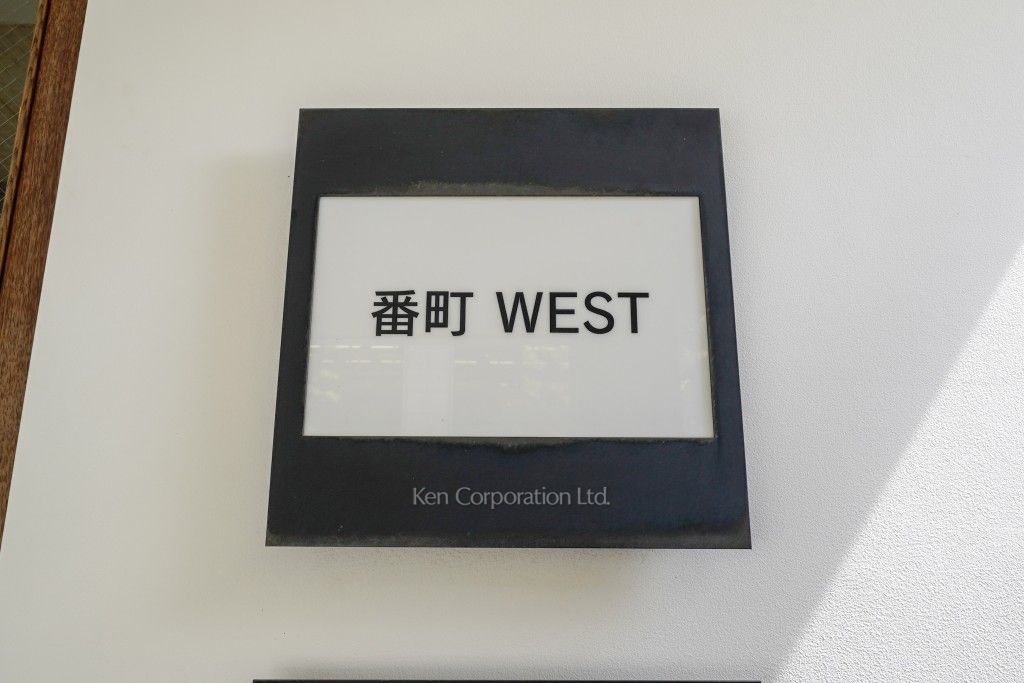 番町 WEST
Ken Corporation Ltd.